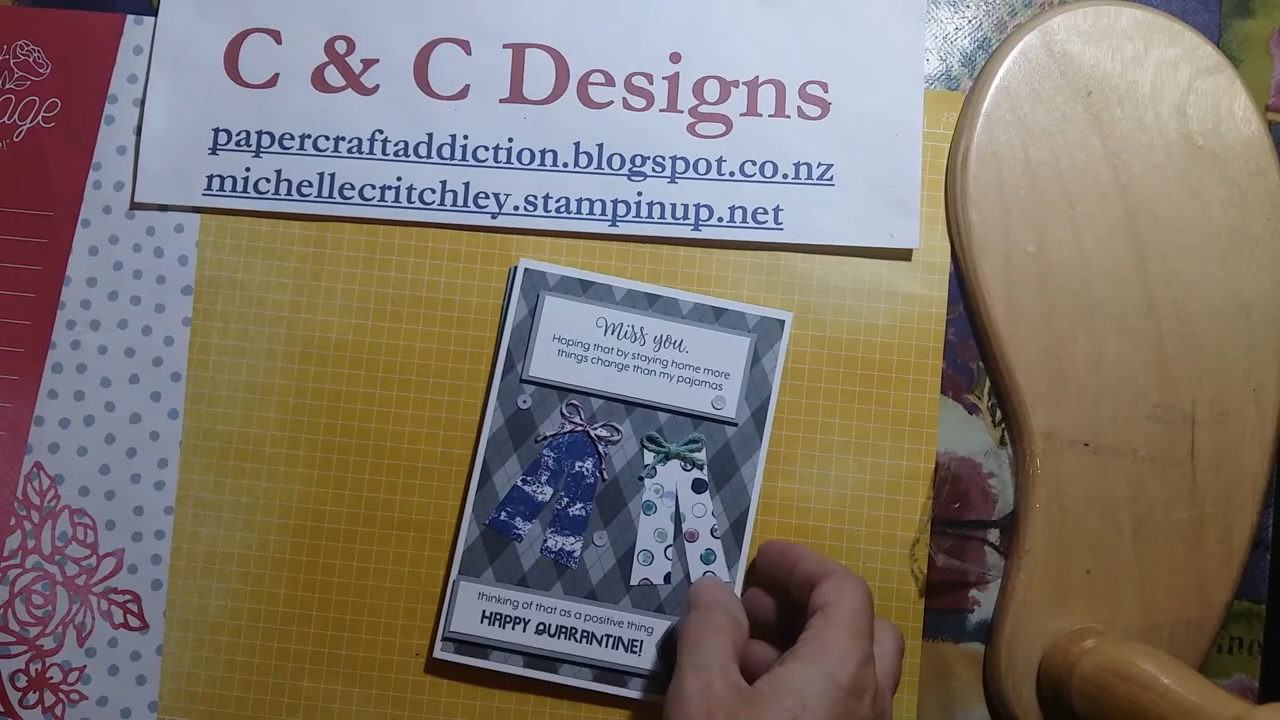 C & C Designs
papercraftaddiction.blogspot.co.nz
michellecritchley.stampinup.net
Miss you.
Hoping that by staying home more
things change than my pajamas
thinking of that as a positive thing
HAPPY QUARANTINE!
12